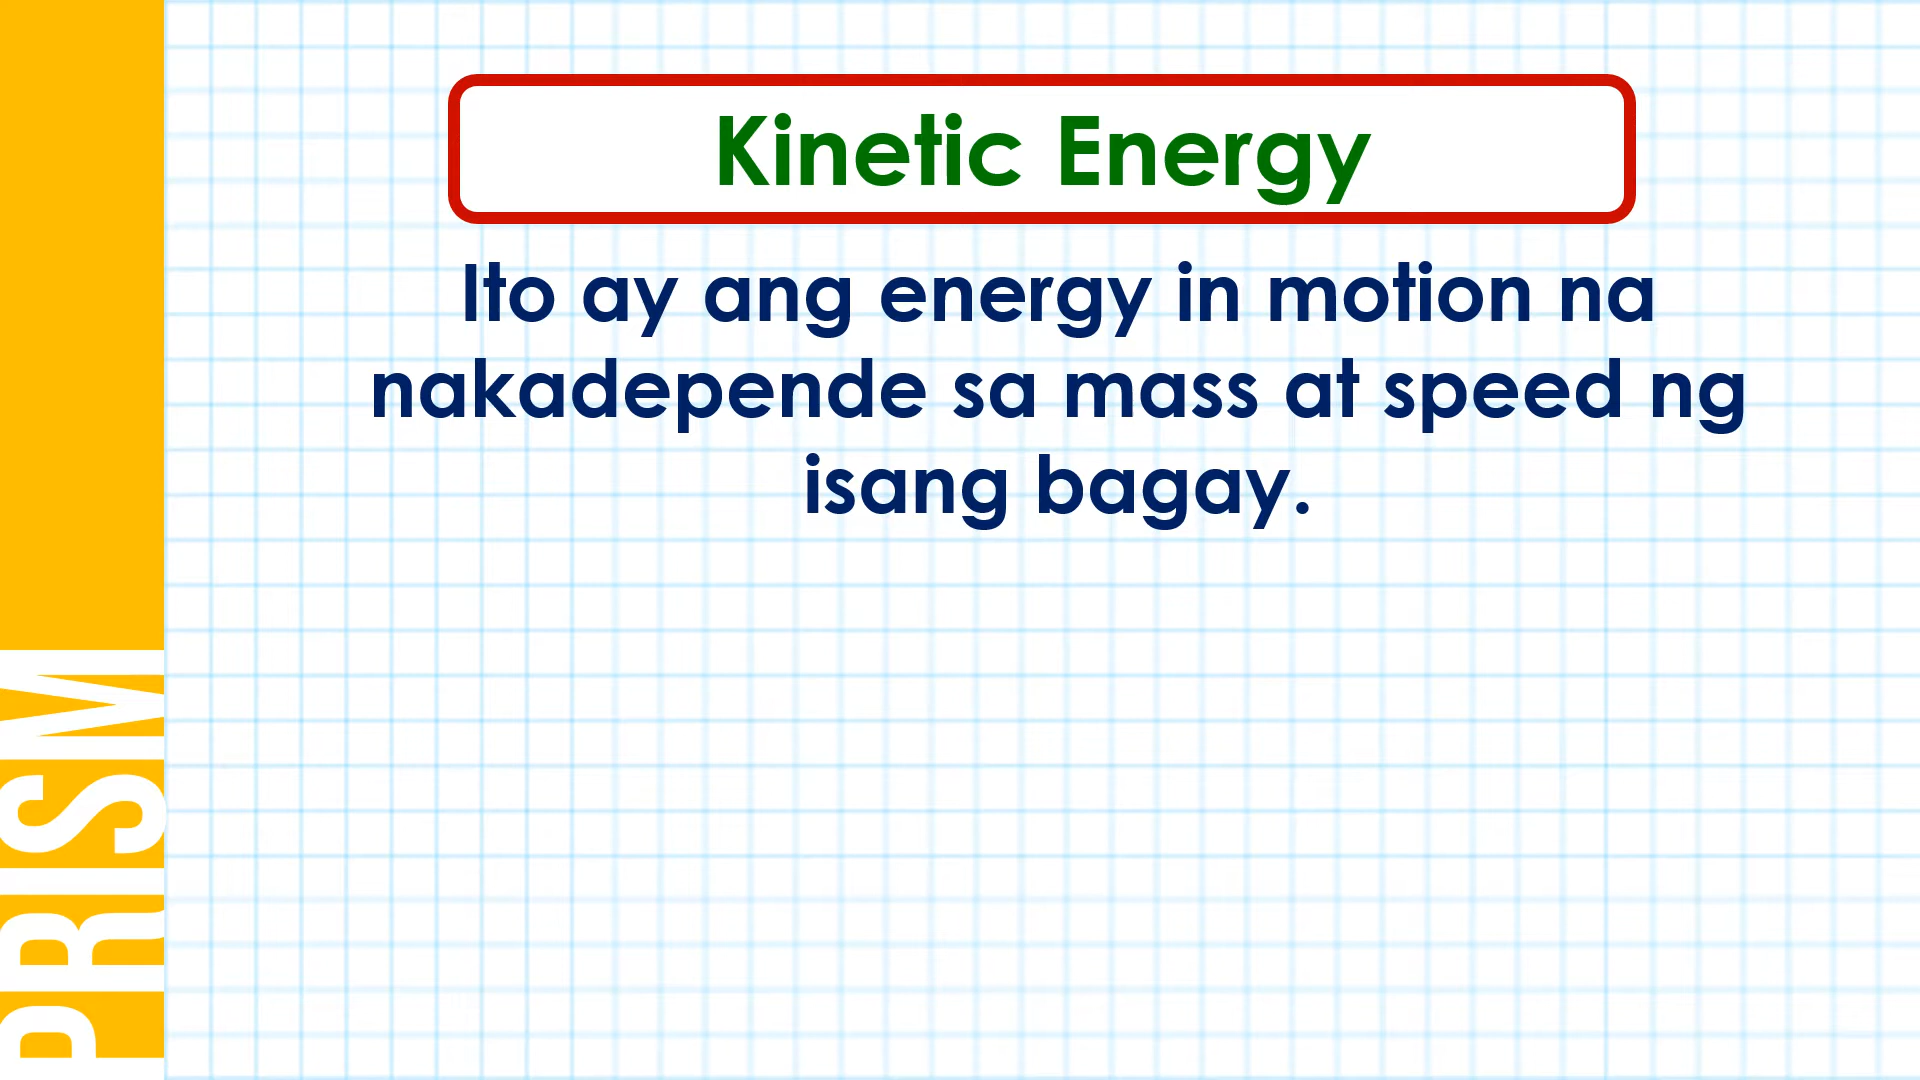 Kinetic Energy
Ito ay ang energy in motion na
nakadepende sa mass at speed ng
isang bagay.
PRISM